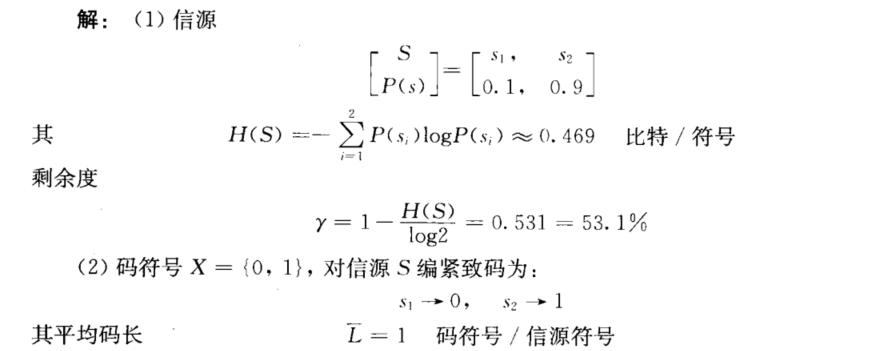 解：（1）信源
[S P(s)] = [s₁， s₂ 0.1， 0.9]
其 H(S) = − ∑_{i=1}^{2} P(sᵢ)logP(sᵢ) ≈ 0.469 比特 / 符号
剩余度
γ = 1 − H(S)/log2 = 0.531 = 53.1%
（2）码符号 X = {0，1}，对信源 S 编紧致码为：
s₁ → 0， s₂ → 1
其平均码长 L̅ = 1 码符号 / 信源符号